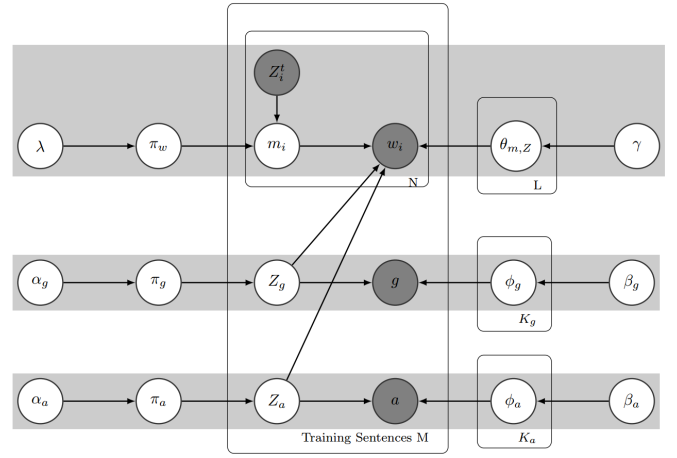 Z_i^t
λ π_w m_i w_i θ_{m,Z} γ
N L
α_g π_g Z_g g ϕ_g β_g
K_g
α_a π_a Z_a a ϕ_a β_a
Training Sentences M K_a